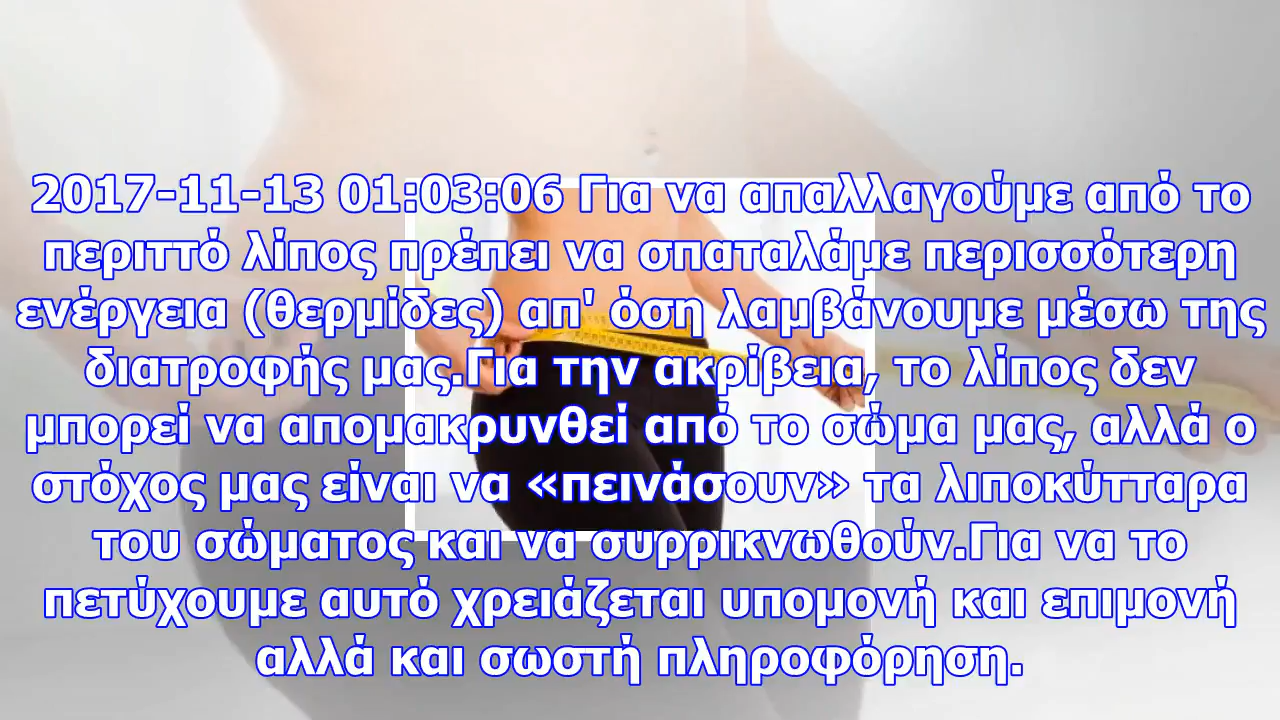 2017-11-13 01:03:06 Για να απαλλαγούμε από το
περιττό λίπος πρέπει να σπαταλάμε περισσότερη
ενέργεια (θερμίδες) απ' όση λαμβάνουμε μέσω της
διατροφής μας.Για την ακρίβεια, το λίπος δεν
μπορεί να απομακρυνθεί από το σώμα μας, αλλά ο
στόχος μας είναι να «πεινάσουν» τα λιποκύτταρα
του σώματος και να συρρικνωθούν.Για να το
πετύχουμε αυτό χρειάζεται υπομονή και επιμονή
αλλά και σωστή πληροφόρηση.